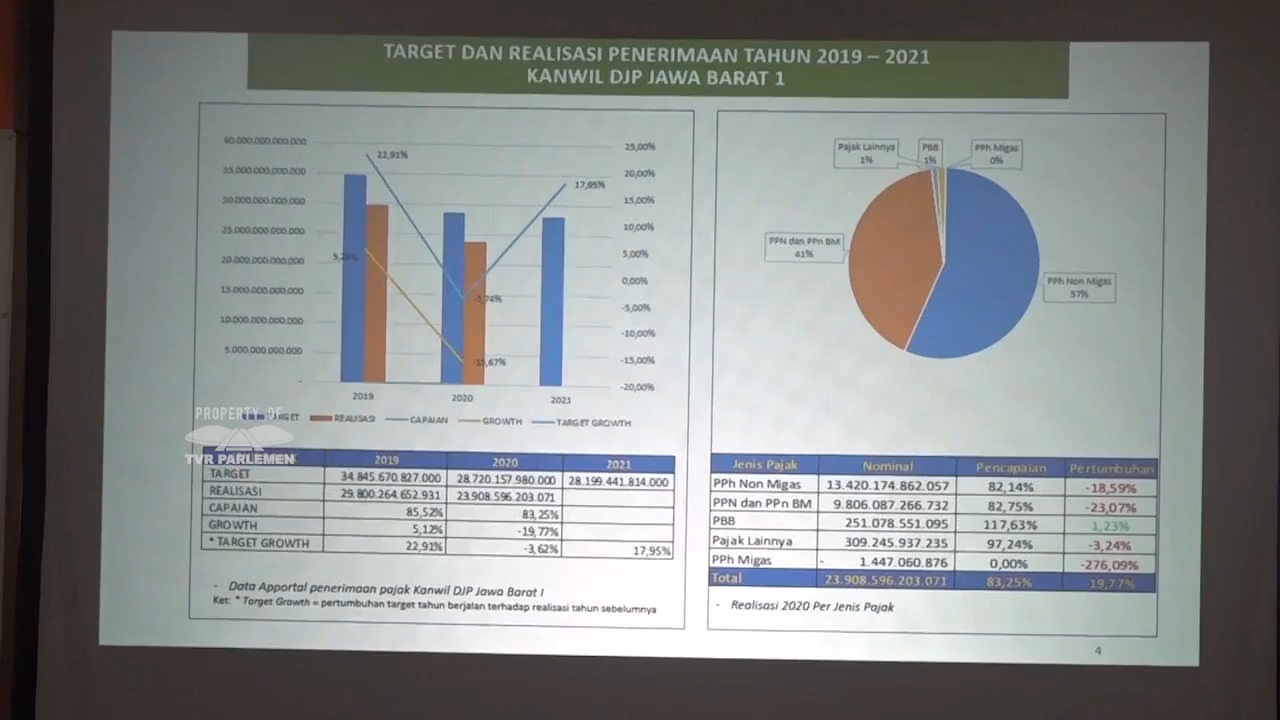 TARGET DAN REALISASI PENERIMAAN TAHUN 2019 – 2021
KANWIL DJP JAWA BARAT 1
40.000.000.000.000
35.000.000.000.000
30.000.000.000.000
25.000.000.000.000
20.000.000.000.000
15.000.000.000.000
10.000.000.000.000
5.000.000.000.000
-
25,00%
20,00%
15,00%
10,00%
5,00%
0,00%
-5,00%
-10,00%
-15,00%
-20,00%
22,91%
17,95%
-3,74%
-15,67%
2019 2020 2021
REALISASI CAPAIAN GROWTH TARGET GROWTH
PROPERTY OF
TVR PARLEMEN
2019 2020 2021
TARGET 34.845.670.827.000 28.720.157.980.000 28.199.441.814.000
REALISASI 29.800.264.652.931 23.908.596.203.071
CAPAIAN 85,52% 83,25%
GROWTH 5,12% -19,77%
* TARGET GROWTH 22,91% -3,62% 17,95%
- Data Apportal penerimaan pajak Kanwil DJP Jawa Barat I
Ket: * Target Growth = pertumbuhan target tahun berjalan terhadap realisasi tahun sebelumnya
Pajak Lainnya
1%
PBB
1%
PPh Migas
0%
PPN dan PPn BM
41%
PPh Non Migas
57%
Jenis Pajak Nominal Pencapaian Pertumbuhan
PPh Non Migas 13.420.174.862.057 82,14% -18,59%
PPN dan PPn BM 9.806.087.266.732 82,75% -23,07%
PBB 251.078.551.095 117,63% 1,23%
Pajak Lainnya 309.245.937.235 97,24% -3,24%
PPh Migas - 1.447.060.876 0,00% -276,09%
Total 23.908.596.203.071 83,25% 19,77%
- Realisasi 2020 Per Jenis Pajak
4